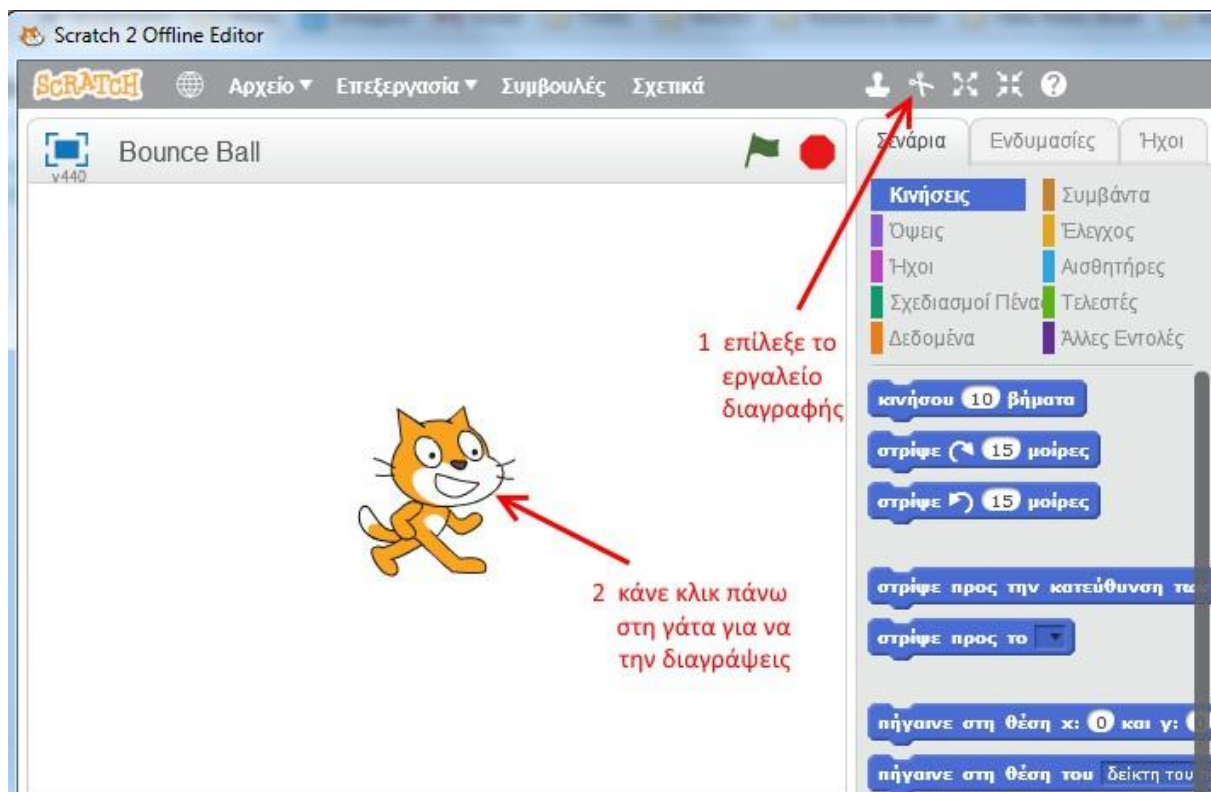 Scratch 2 Offline Editor
SCRATCH Αρχείο Επεξεργασία Συμβουλές Σχετικά
v440
Bounce Ball
Σενάρια Ενδυμασίες Ήχοι
Κινήσεις Συμβάντα
Όψεις Έλεγχος
Ήχοι Αισθητήρες
Σχεδιασμοί Πένας Τελεστές
Δεδομένα Άλλες Εντολές
1 επίλεξε το
εργαλείο
διαγραφής
2 κάνε κλικ πάνω
στη γάτα για να
την διαγράψεις
κινήσου 10 βήματα
στρίψε 15 μοίρες
στρίψε 15 μοίρες
στρίψε προς την κατεύθυνση
στρίψε προς το
πήγαινε στη θέση x: 0 και y:
πήγαινε στη θέση του δείκτη του